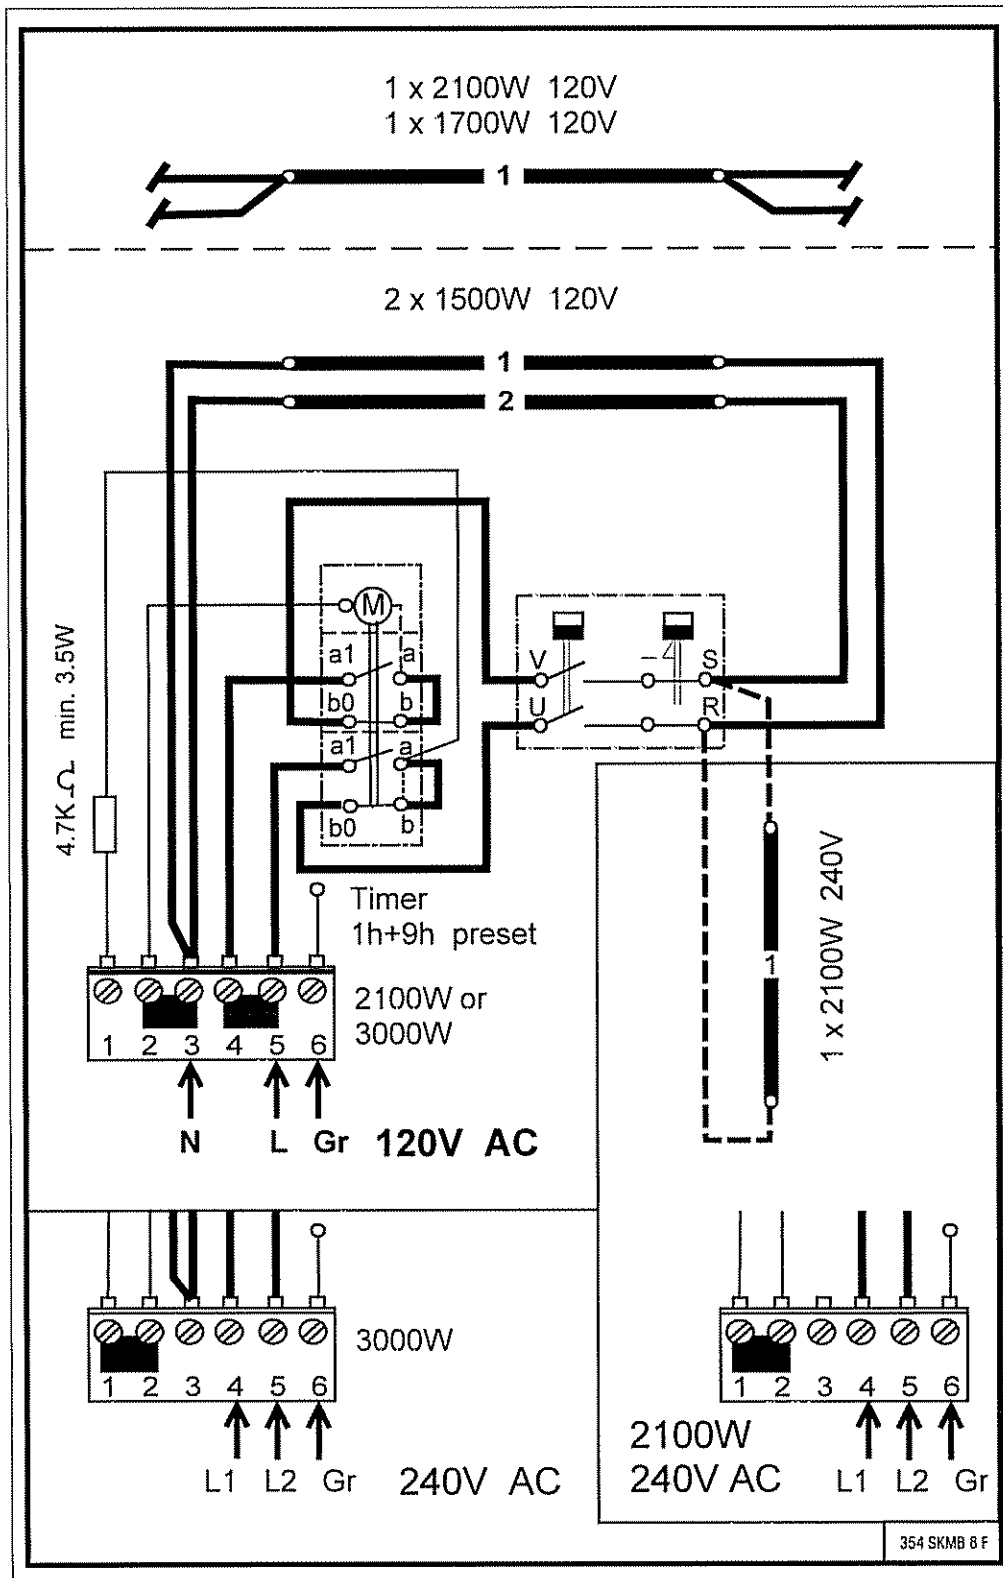 1 x 2100W 120V
1 x 1700W 120V
1
2 x 1500W 120V
1
2
4.7K Ω min. 3.5W
M
a1 a
b0 b
a1 a
b0 b
V S
U R
Timer
1h+9h preset
2100W or
3000W
1 2 3 4 5 6
N L Gr 120V AC
1
1 x 2100W 240V
3000W
1 2 3 4 5 6
L1 L2 Gr 240V AC
1 2 3 4 5 6
2100W
240V AC L1 L2 Gr
354 SKMB 8 F